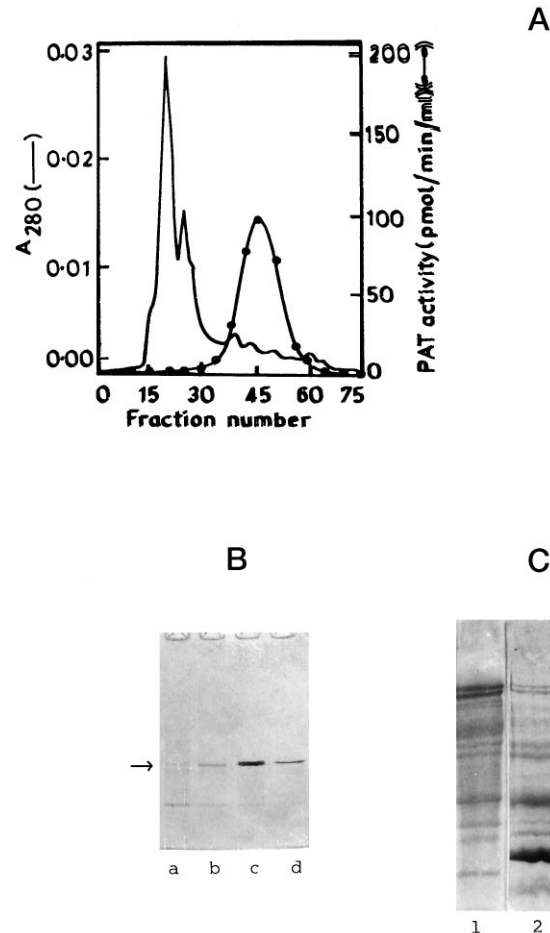 A
0·03
0·02
0·01
0·00
A280 (——)
200
150
100
50
0
PAT activity (pmol/min/ml)
0 15 30 45 60 75
Fraction number
B
C
→
a b c d
1 2